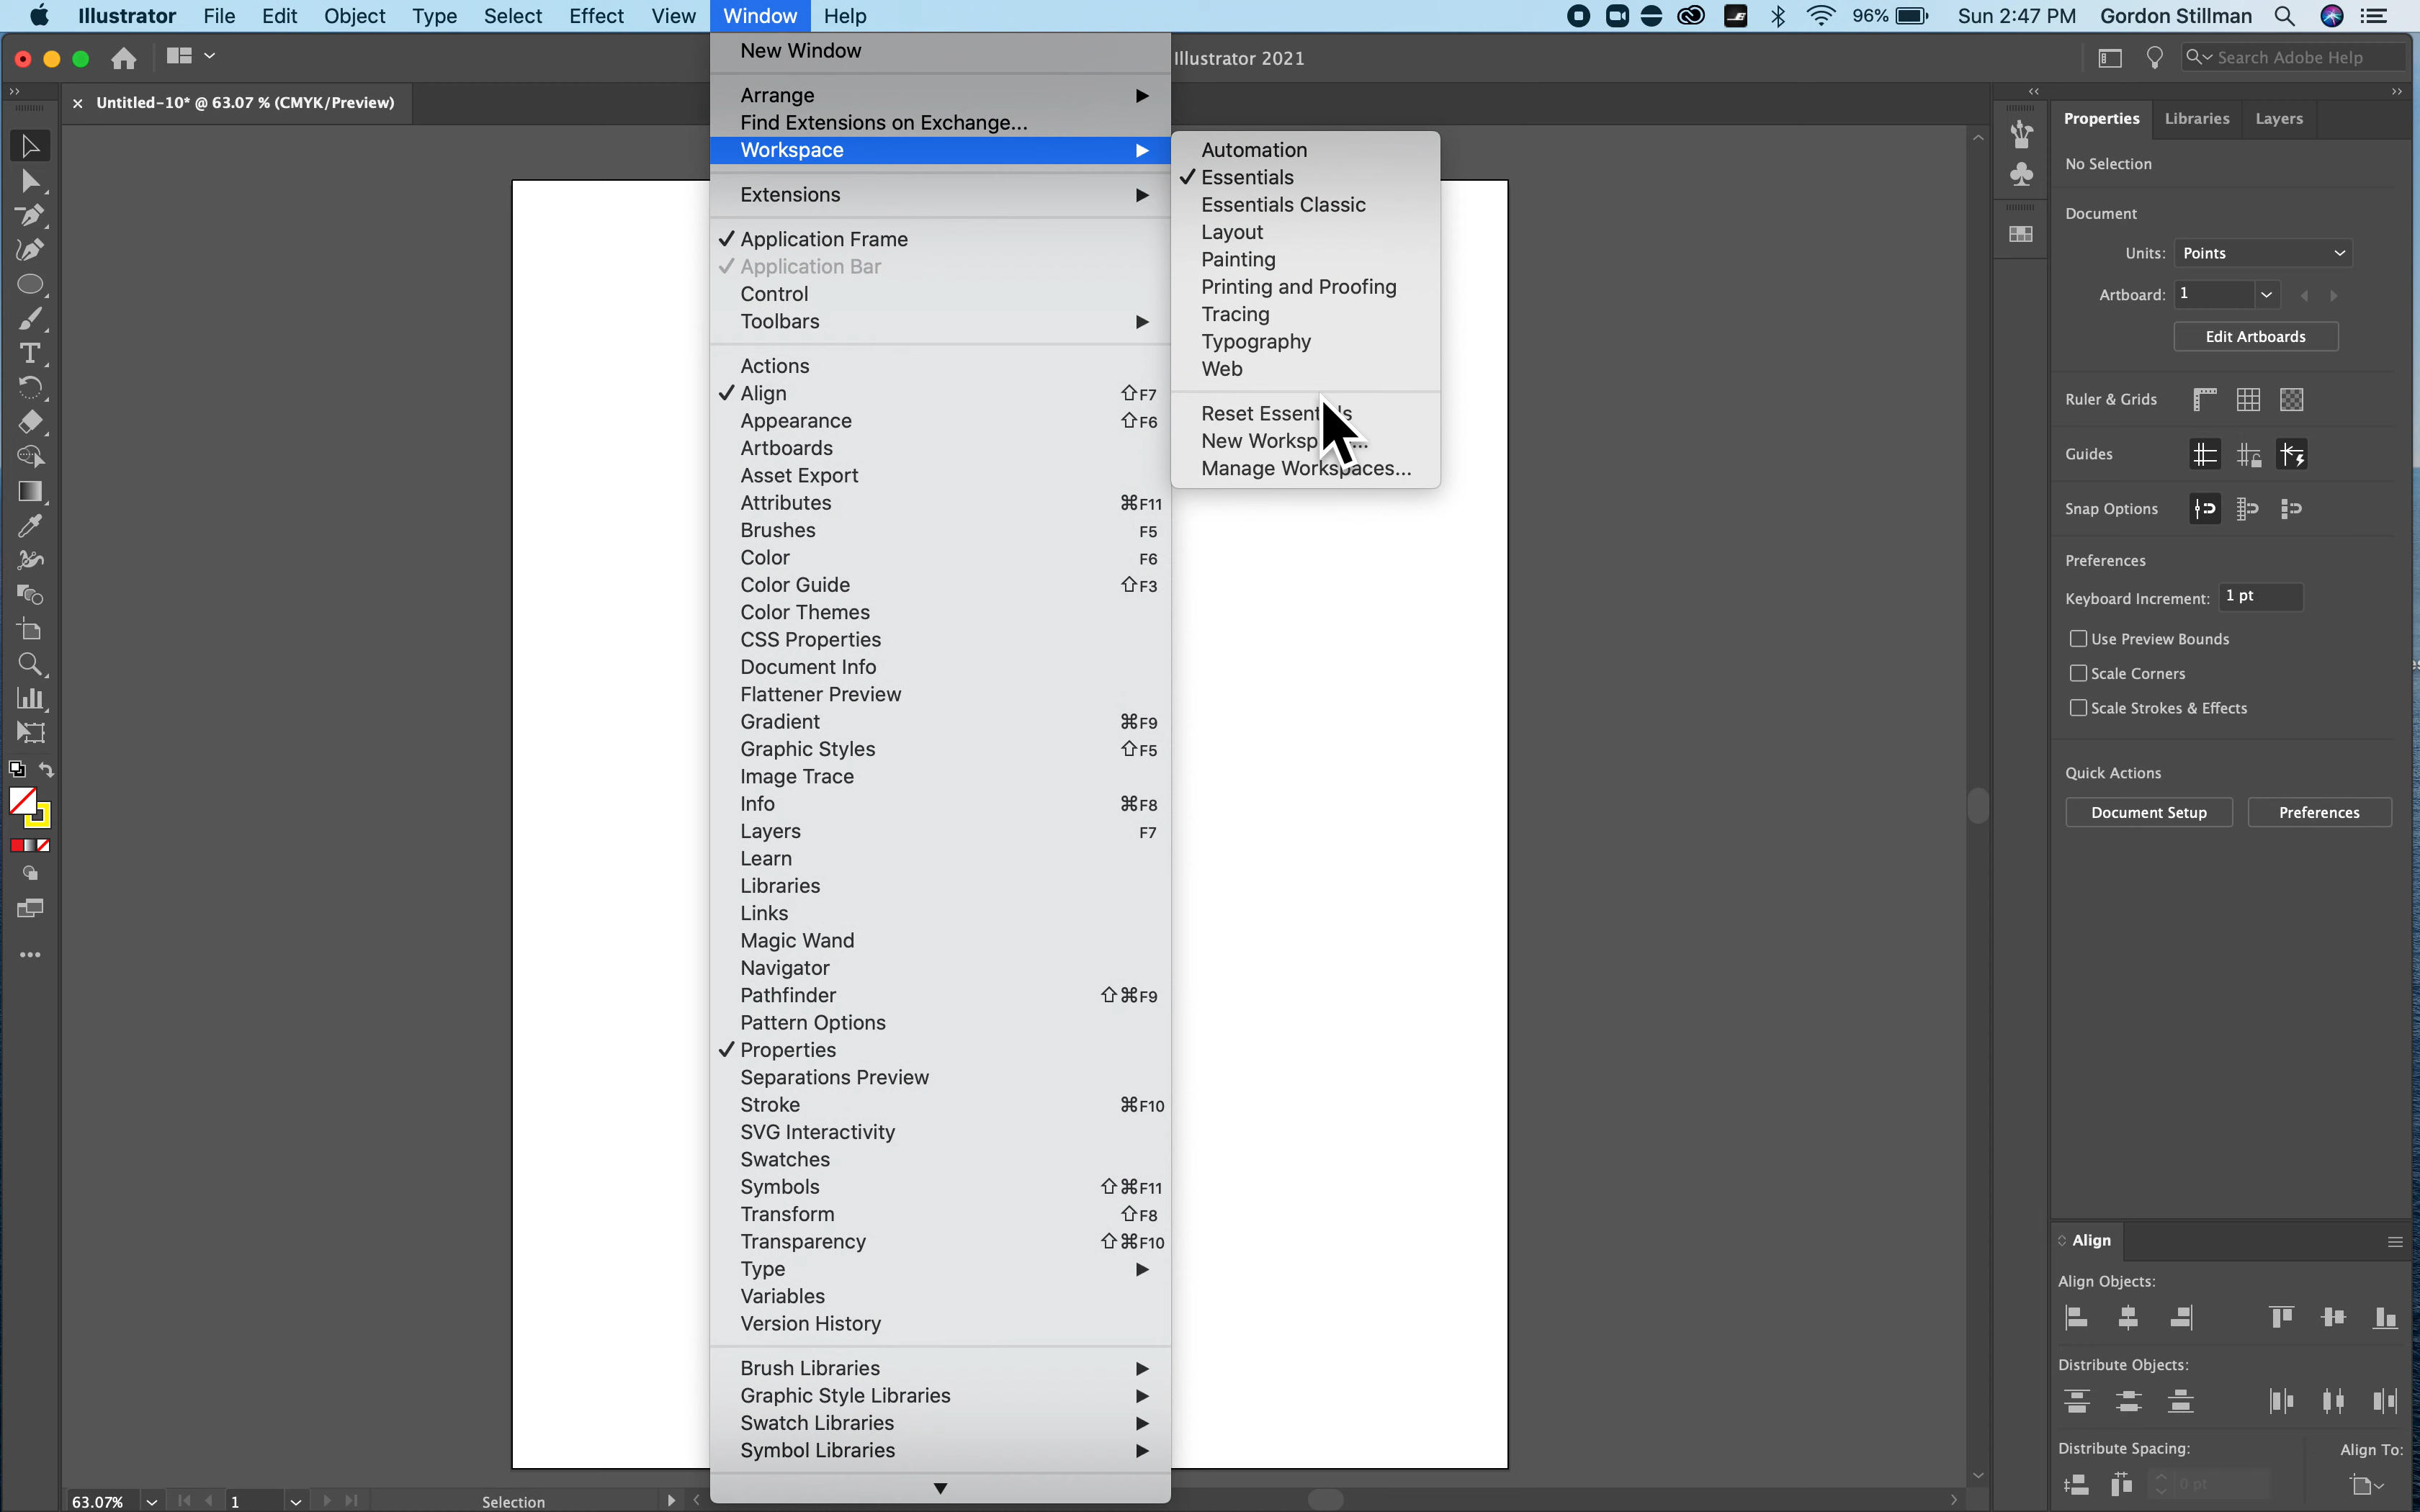 Illustrator File Edit Object Type Select Effect View Window Help 96% Sun 2:47 PM Gordon Stillman
Illustrator 2021
Search Adobe Help
× Untitled-10* @ 63.07 % (CMYK/Preview)
New Window
Arrange
Find Extensions on Exchange...
Workspace
Extensions
✓ Application Frame
✓ Application Bar
Control
Toolbars
Actions
✓ Align ⇧F7
Appearance ⇧F6
Artboards
Asset Export
Attributes ⌘F11
Brushes F5
Color F6
Color Guide ⇧F3
Color Themes
CSS Properties
Document Info
Flattener Preview
Gradient ⌘F9
Graphic Styles ⇧F5
Image Trace
Info ⌘F8
Layers F7
Learn
Libraries
Links
Magic Wand
Navigator
Pathfinder ⇧⌘F9
Pattern Options
✓ Properties
Separations Preview
Stroke ⌘F10
SVG Interactivity
Swatches
Symbols ⇧⌘F11
Transform ⇧F8
Transparency ⇧⌘F10
Type
Variables
Version History
Brush Libraries
Graphic Style Libraries
Swatch Libraries
Symbol Libraries
Automation
✓ Essentials
Essentials Classic
Layout
Painting
Printing and Proofing
Tracing
Typography
Web
Reset
New
Manage Workspaces...
Properties Libraries Layers
No Selection
Document
Units: Points
Artboard: 1
Edit Artboards
Ruler & Grids
Guides
Snap Options
Preferences
Keyboard Increment: 1 pt
Use Preview Bounds
Scale Corners
Scale Strokes & Effects
Quick Actions
Document Setup Preferences
Align
Align Objects:
Distribute Objects:
Distribute Spacing: Align To:
0 pt
63.07% 1 Selection